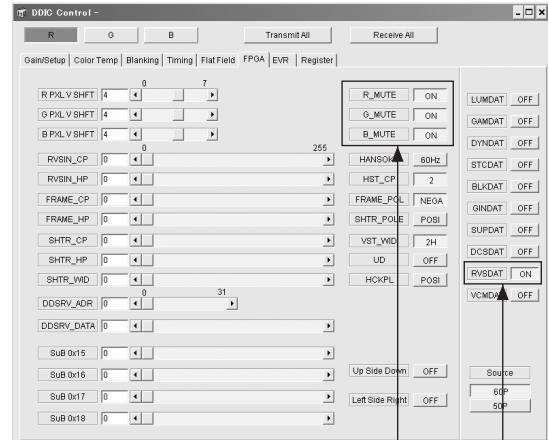 DDIC Control -
R G B Transmit All Receive All
Gain/Setup Color Temp Blanking Timing Flat Field FPGA EVR Register
0 7
R PXL V SHFT 4 R_MUTE ON
G PXL V SHFT 4 G_MUTE ON
B PXL V SHFT 4 B_MUTE ON
0 255
RVSIN_CP 0 60Hz
RVSIN_HP 0 HST_CP 2
FRAME_CP 0 FRAME_POL NEGA
FRAME_HP 0 SHTR_POLE POSI
SHTR_CP 0 VST_WID 2H
SHTR_HP 0 UD OFF
SHTR_WID 0 HCKPL POSI
0 31
DDSRV_ADR 0
DDSRV_DATA 0
SuB 0x15 0
SuB 0x16 0 Up Side Down OFF
SuB 0x17 0 Left Side Right OFF
SuB 0x18 0
LUMDAT OFF
GAMDAT OFF
DYNDAT OFF
STCDAT OFF
BLKDAT OFF
GINDAT OFF
SUPDAT OFF
DCSDAT OFF
RVSDAT ON
VCMDAT OFF
Source
60P
50P